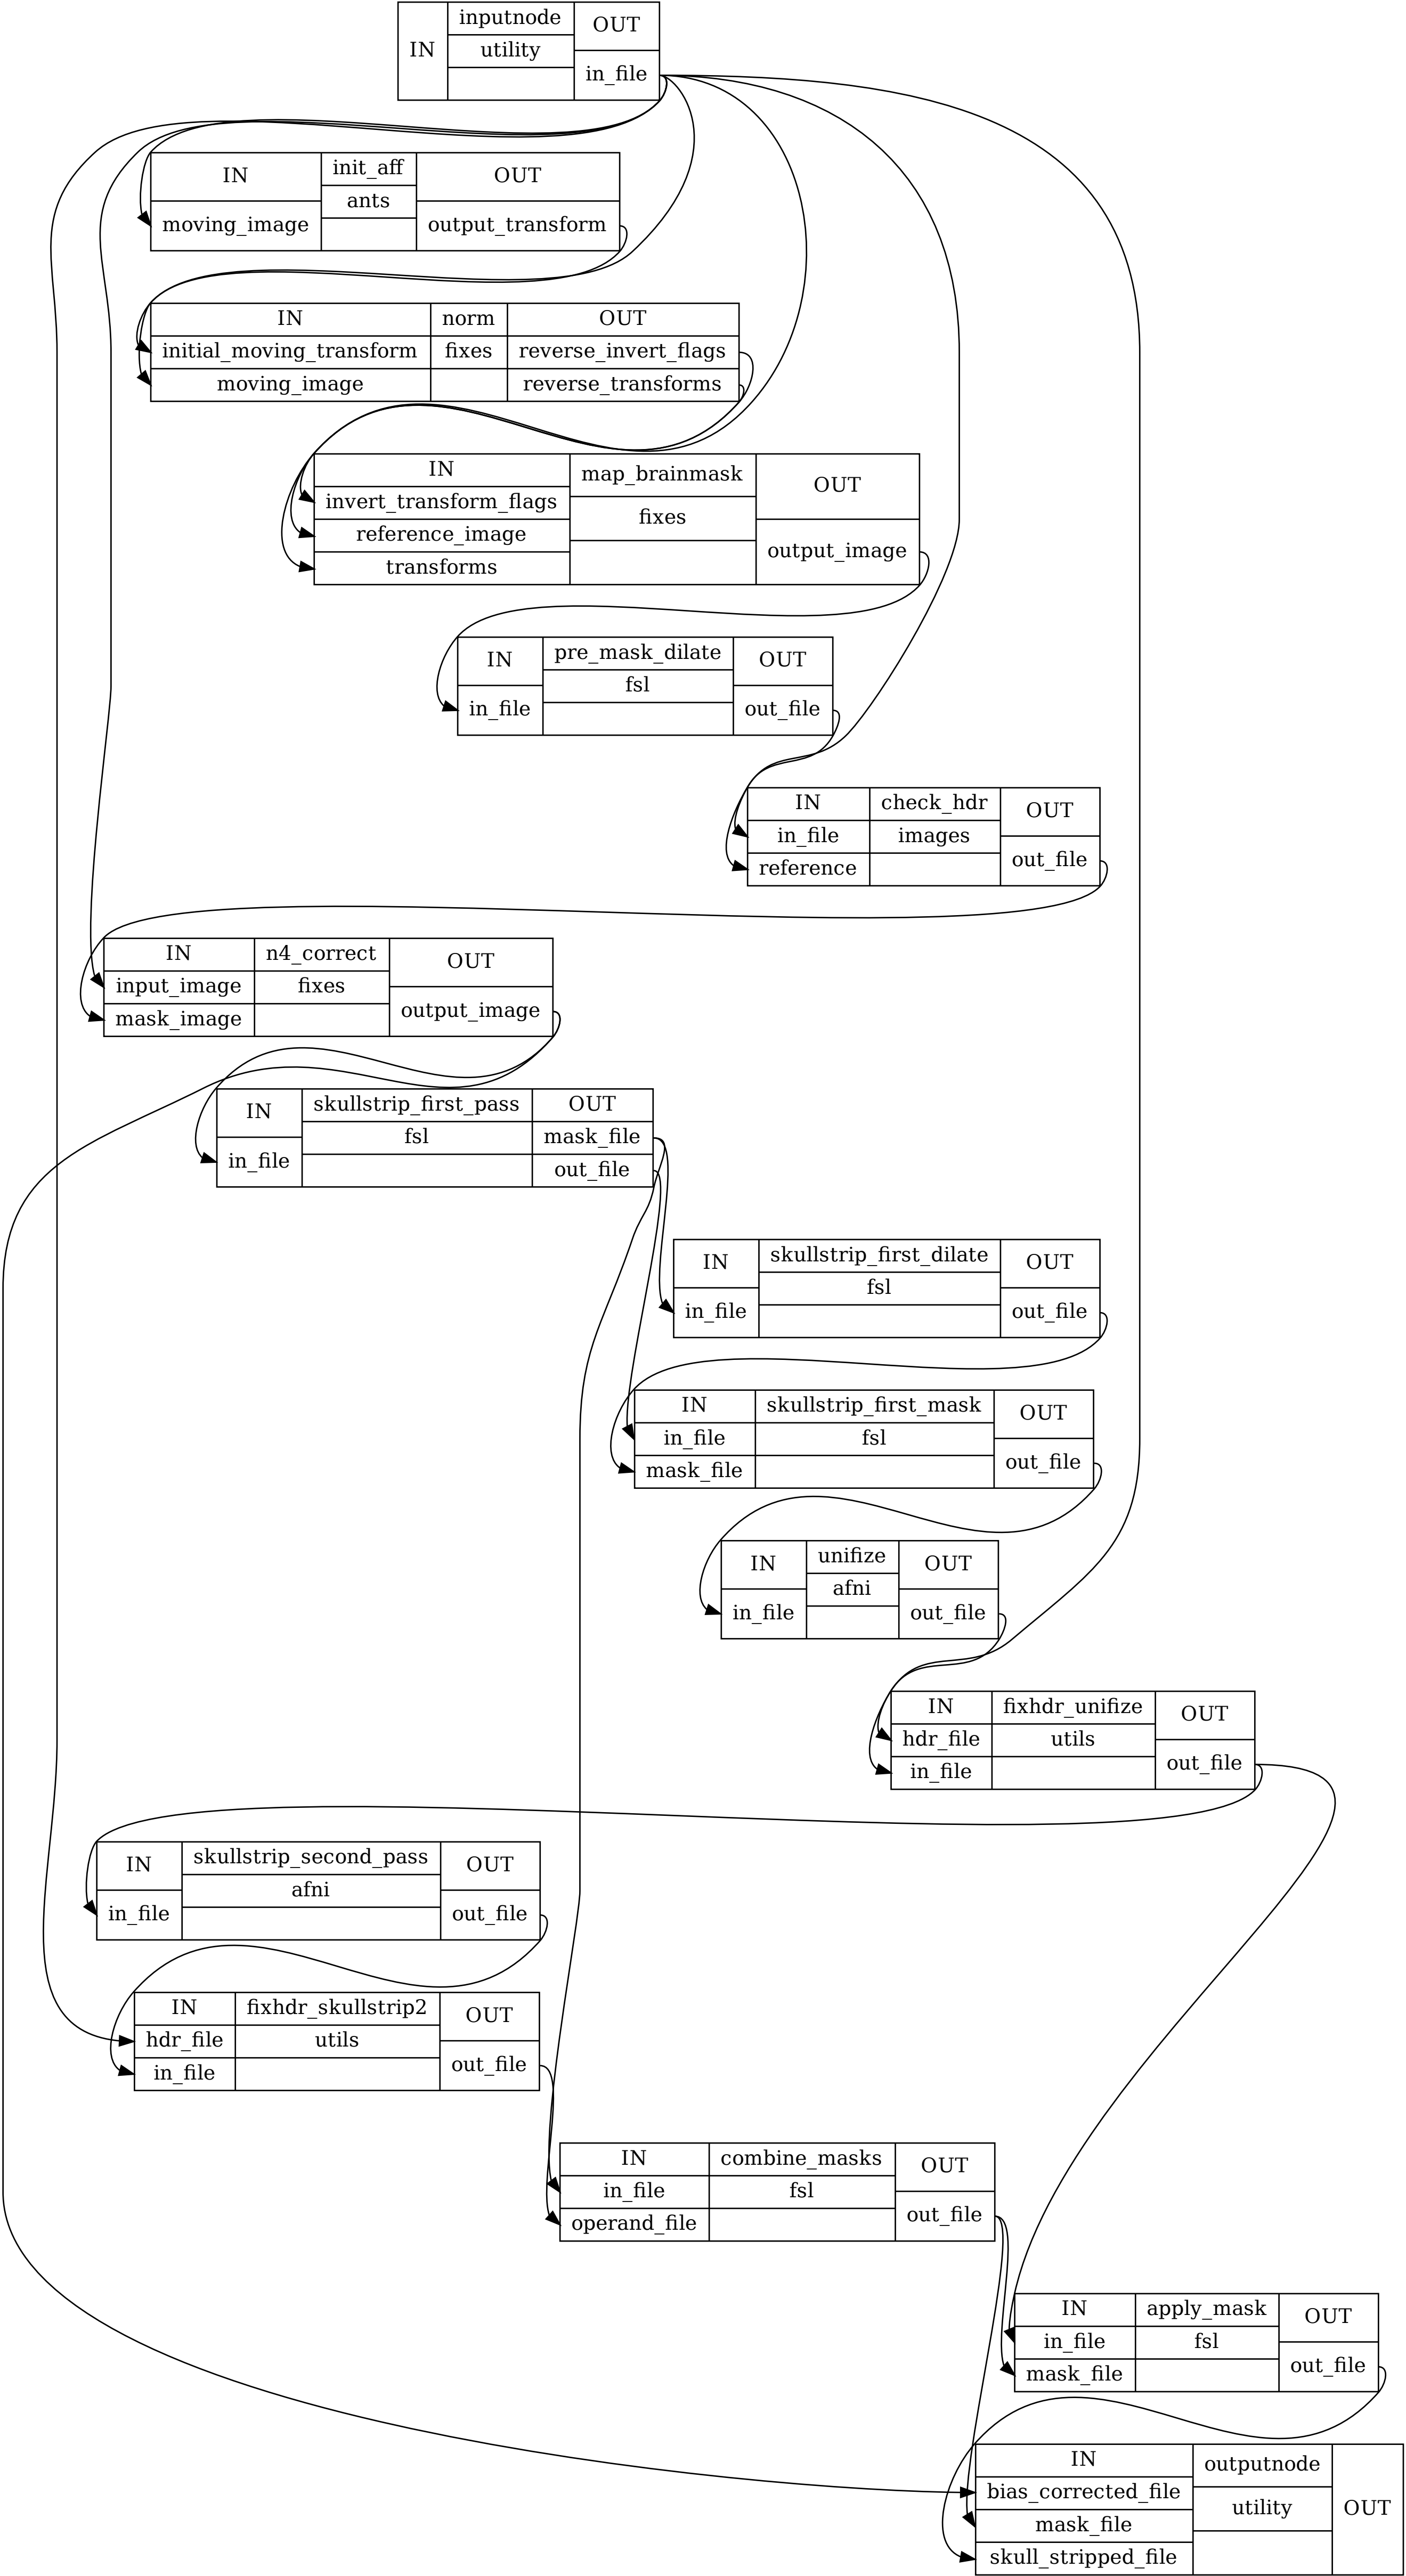 inputnode
OUT
IN
utility
in_file
init_aff
IN
OUT
ants
moving_image
output_transform
IN
norm
OUT
initial_moving_transform
fixes
reverse_invert_flags
moving_image
reverse_transforms
IN
map_brainmask
OUT
invert_transform_flags
fixes
reference_image
output_image
transforms
pre_mask_dilate
IN
OUT
fsl
in_file
out_file
IN
check_hdr
OUT
in_file
images
out_file
reference
IN
n4_correct
OUT
input_image
fixes
output_image
mask_image
IN
skullstrip_first_pass
OUT
fsl
mask_file
in_file
out_file
skullstrip_first_dilate
IN
OUT
fsl
in_file
out_file
IN
skullstrip_first_mask
OUT
in_file
fsl
out_file
mask_file
unifize
IN
OUT
afni
in_file
out_file
IN
fixhdr_unifize
OUT
hdr_file
utils
out_file
in_file
skullstrip_second_pass
IN
OUT
afni
in_file
out_file
IN
fixhdr_skullstrip2
OUT
hdr_file
utils
out_file
in_file
IN
combine_masks
OUT
in_file
fsl
out_file
operand_file
IN
apply_mask
OUT
in_file
fsl
out_file
mask_file
IN
outputnode
bias_corrected_file
utility
OUT
mask_file
skull_stripped_file